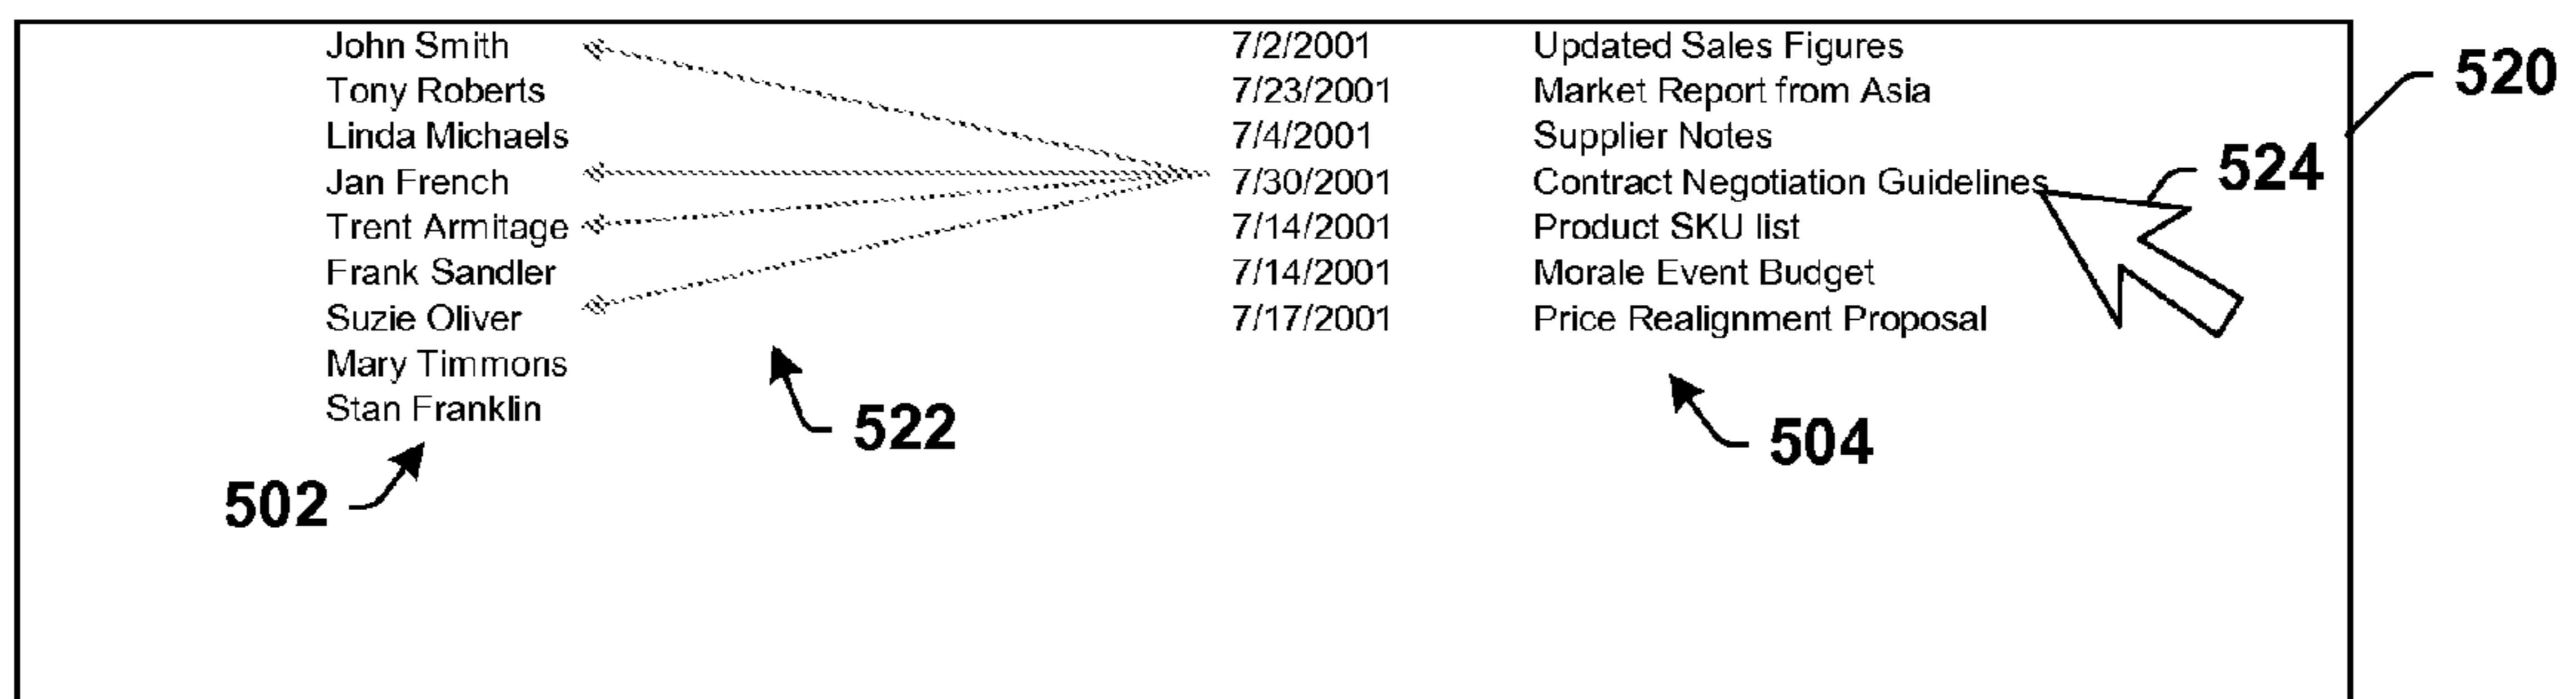 John Smith 7/2/2001 Updated Sales Figures
520
Tony Roberts 7/23/2001 Market Report from Asia
Linda Michaels 7/4/2001 Supplier Notes
524
Jan French 7/30/2001 Contract Negotiation Guidelines
Trent Armitage 7/14/2001 Product SKU list
Frank Sandler 7/14/2001 Morale Event Budget
Suzie Oliver 7/17/2001 Price Realignment Proposal
Mary Timmons
Stan Franklin
522
504
502